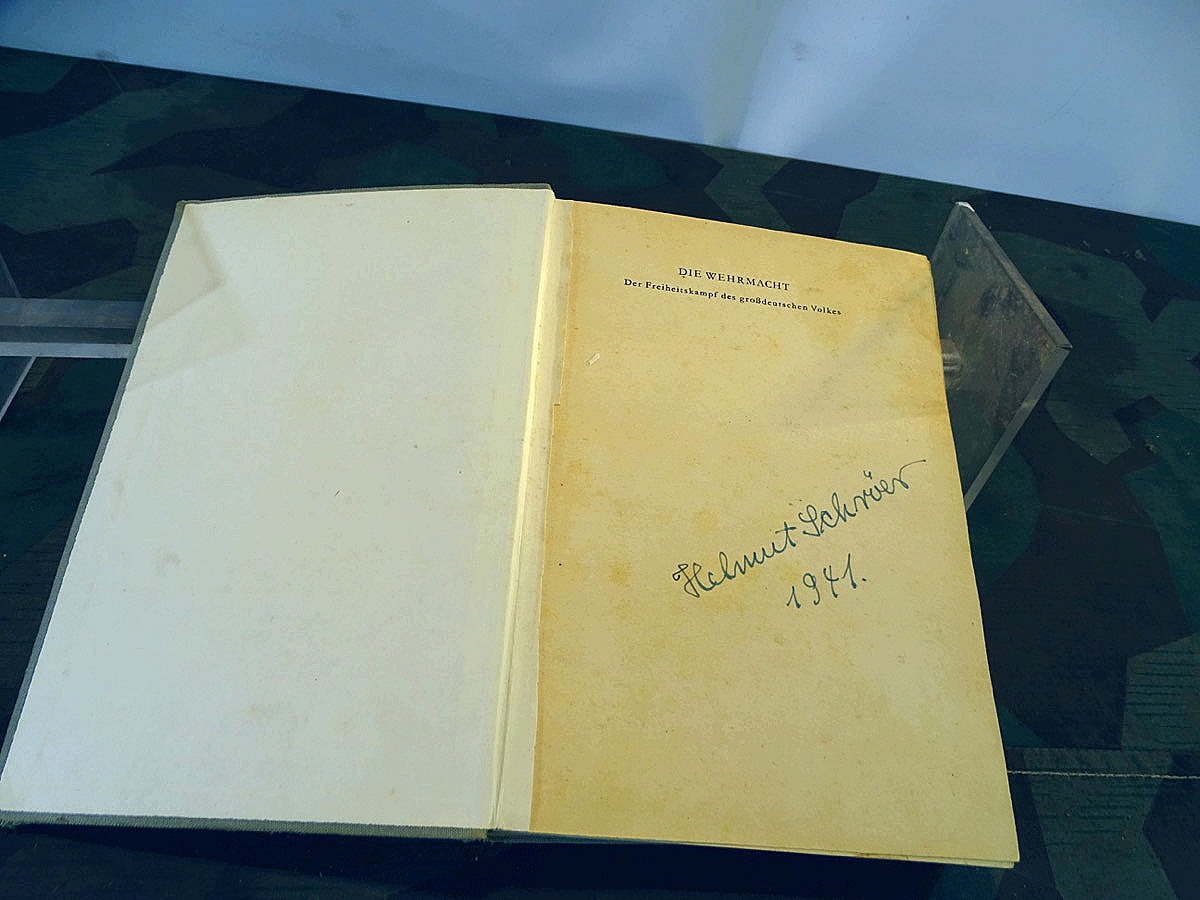 DIE WEHRMACHT
Der Freiheitskampf des großdeutschen Volkes
Helmut Schröer
1941.